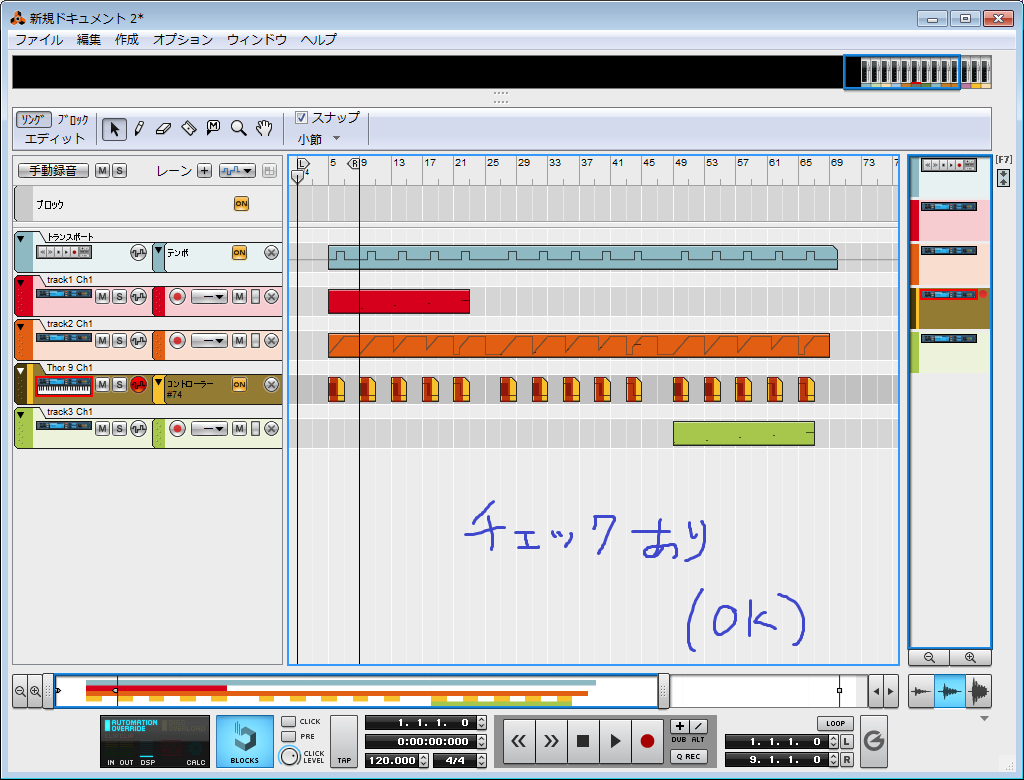 新規ドキュメント 2*
ファイル 編集 作成 オプション ウィンドウ ヘルプ
ソング ブロック
エディット
M
スナップ
小節
手動録音 M S レーン +
L 4 5 R 9 13 17 21 25 29 33 37 41 45 49 53 57 61 65 69 73 7
[F7]
ブロック ON
トランスポート
テンポ ON
track1 Ch1
M S M
track2 Ch1
M S M
Thor 9 Ch1
M S コントローラー #74 ON
track3 Ch1
M S M
チェックあり
(OK)
AUTOMATION OVERRIDE
IN OUT DSP CALC
BLOCKS
CLICK
PRE
CLICK LEVEL
TAP
1. 1. 1. 0
0:00:00:000
120.000 4/4
DUB ALT
Q REC
LOOP
1. 1. 1. 0 L
9. 1. 1. 0 R